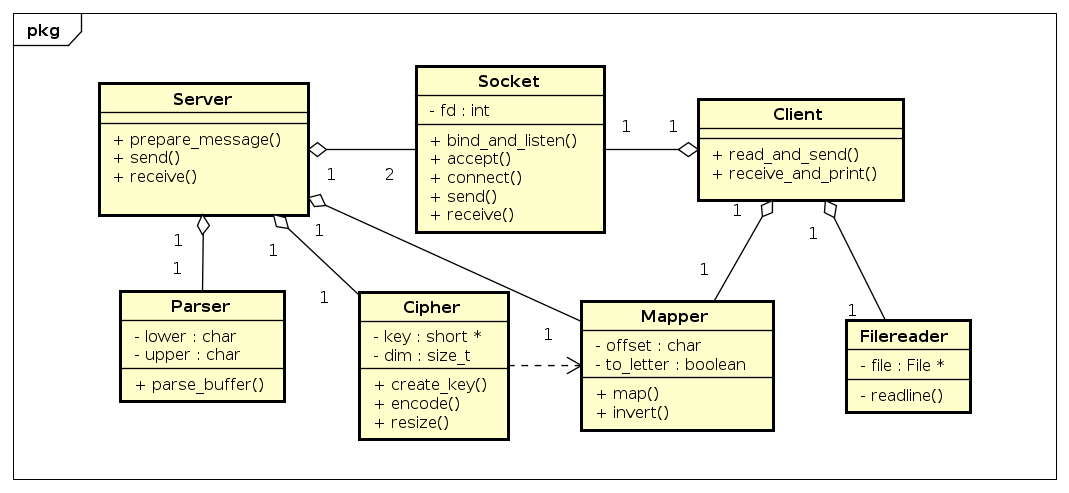 pkg
Server
+ prepare_message()
+ send()
+ receive()
Socket
- fd : int
+ bind_and_listen()
+ accept()
+ connect()
+ send()
+ receive()
Client
+ read_and_send()
+ receive_and_print()
1
2
1
1
1
1
1
1
1
1
1
1
1
1
Parser
- lower : char
- upper : char
+ parse_buffer()
Cipher
- key : short *
- dim : size_t
+ create_key()
+ encode()
+ resize()
Mapper
- offset : char
- to_letter : boolean
+ map()
+ invert()
Filereader
- file : File *
- readline()